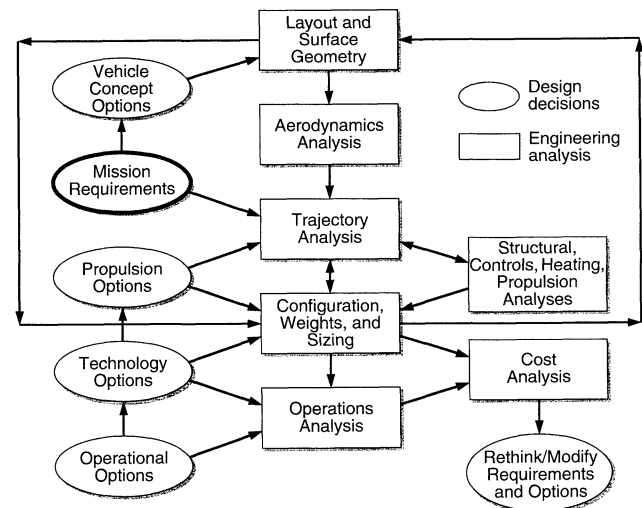 Layout and
Surface
Geometry
Vehicle
Concept
Options
Design
decisions
Aerodynamics
Analysis
Engineering
analysis
Mission
Requirements
Trajectory
Analysis
Structural,
Controls, Heating,
Propulsion
Analyses
Propulsion
Options
Configuration,
Weights, and
Sizing
Technology
Options
Cost
Analysis
Operations
Analysis
Operational
Options
Rethink/Modify
Requirements
and Options